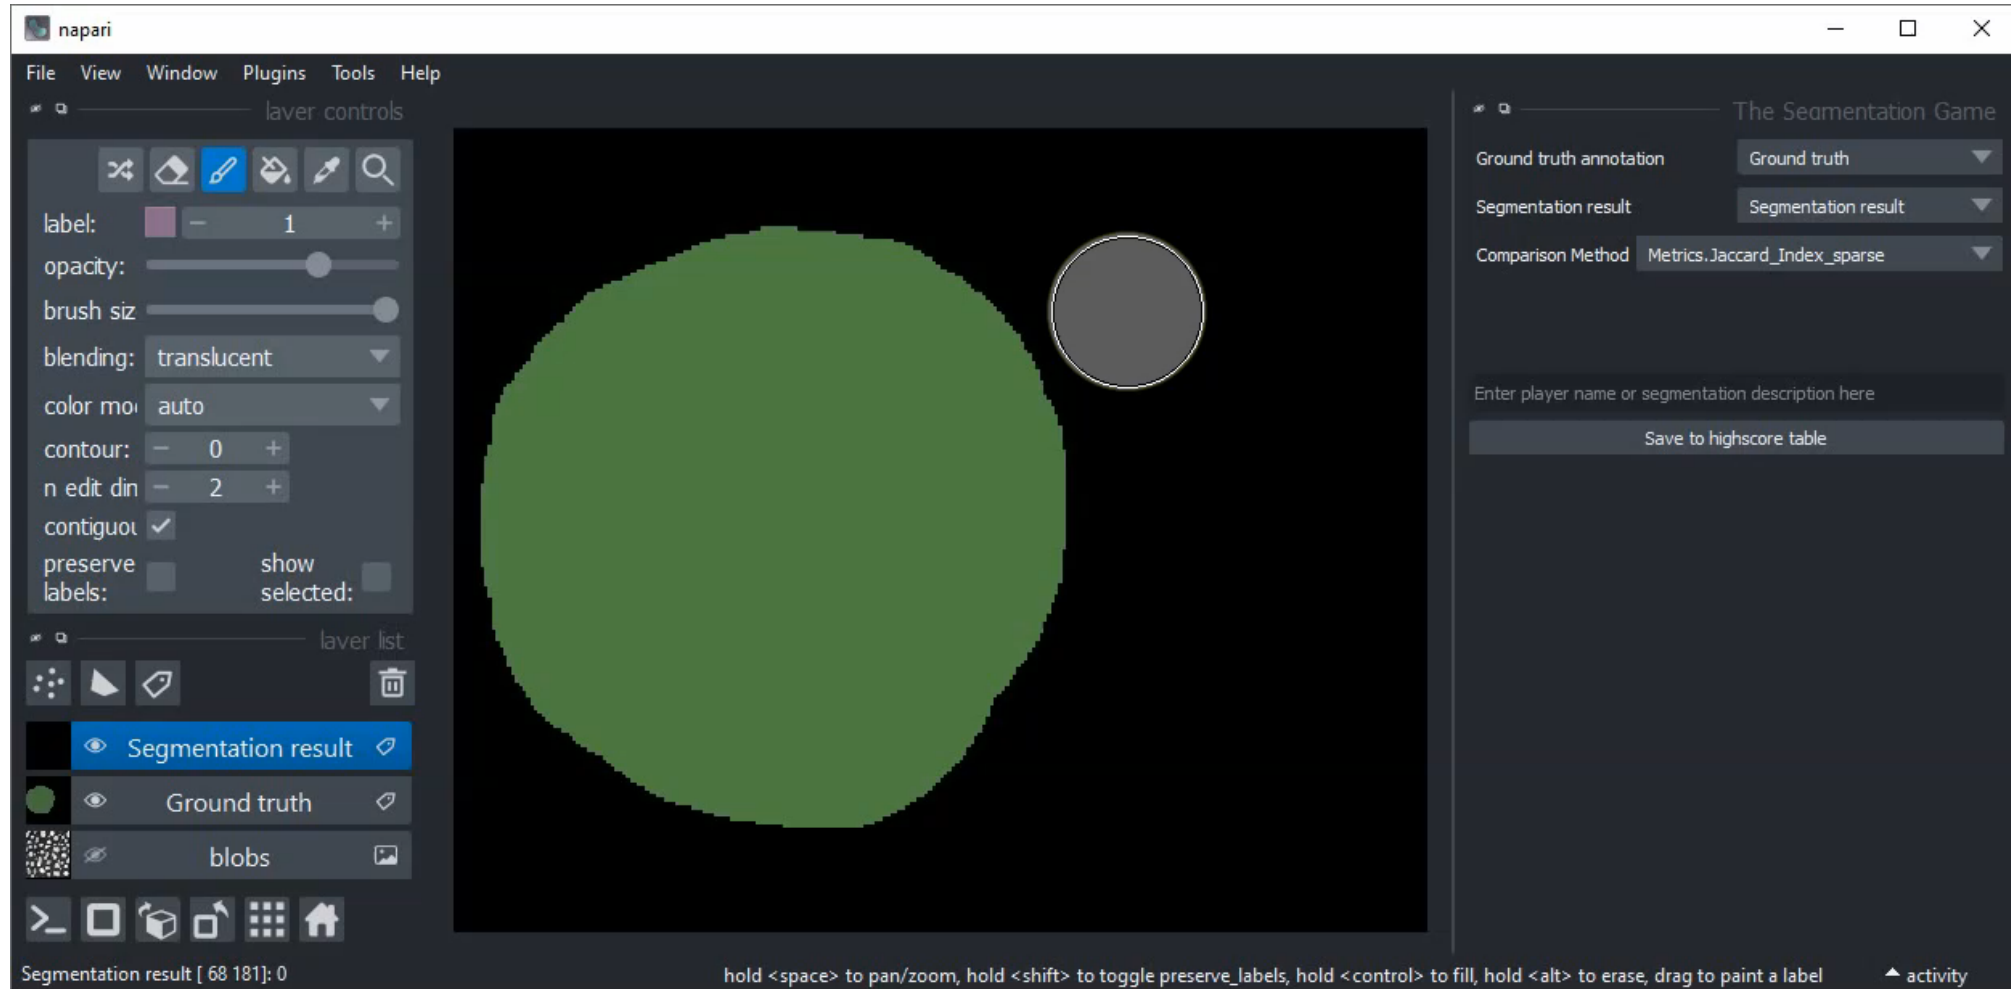 napari
File View Window Plugins Tools Help
laver controls
label: 1
opacity:
brush siz
blending: translucent
color mo auto
contour: 0
n edit din 2
contiguou
preserve labels: show selected:
laver list
Segmentation result
Ground truth
blobs
The Segmentation Game
Ground truth annotation Ground truth
Segmentation result Segmentation result
Comparison Method Metrics.Jaccard_Index_sparse
Enter player name or segmentation description here
Save to highscore table
Segmentation result [ 68 181]: 0
hold <space> to pan/zoom, hold <shift> to toggle preserve_labels, hold <control> to fill, hold <alt> to erase, drag to paint a label
activity